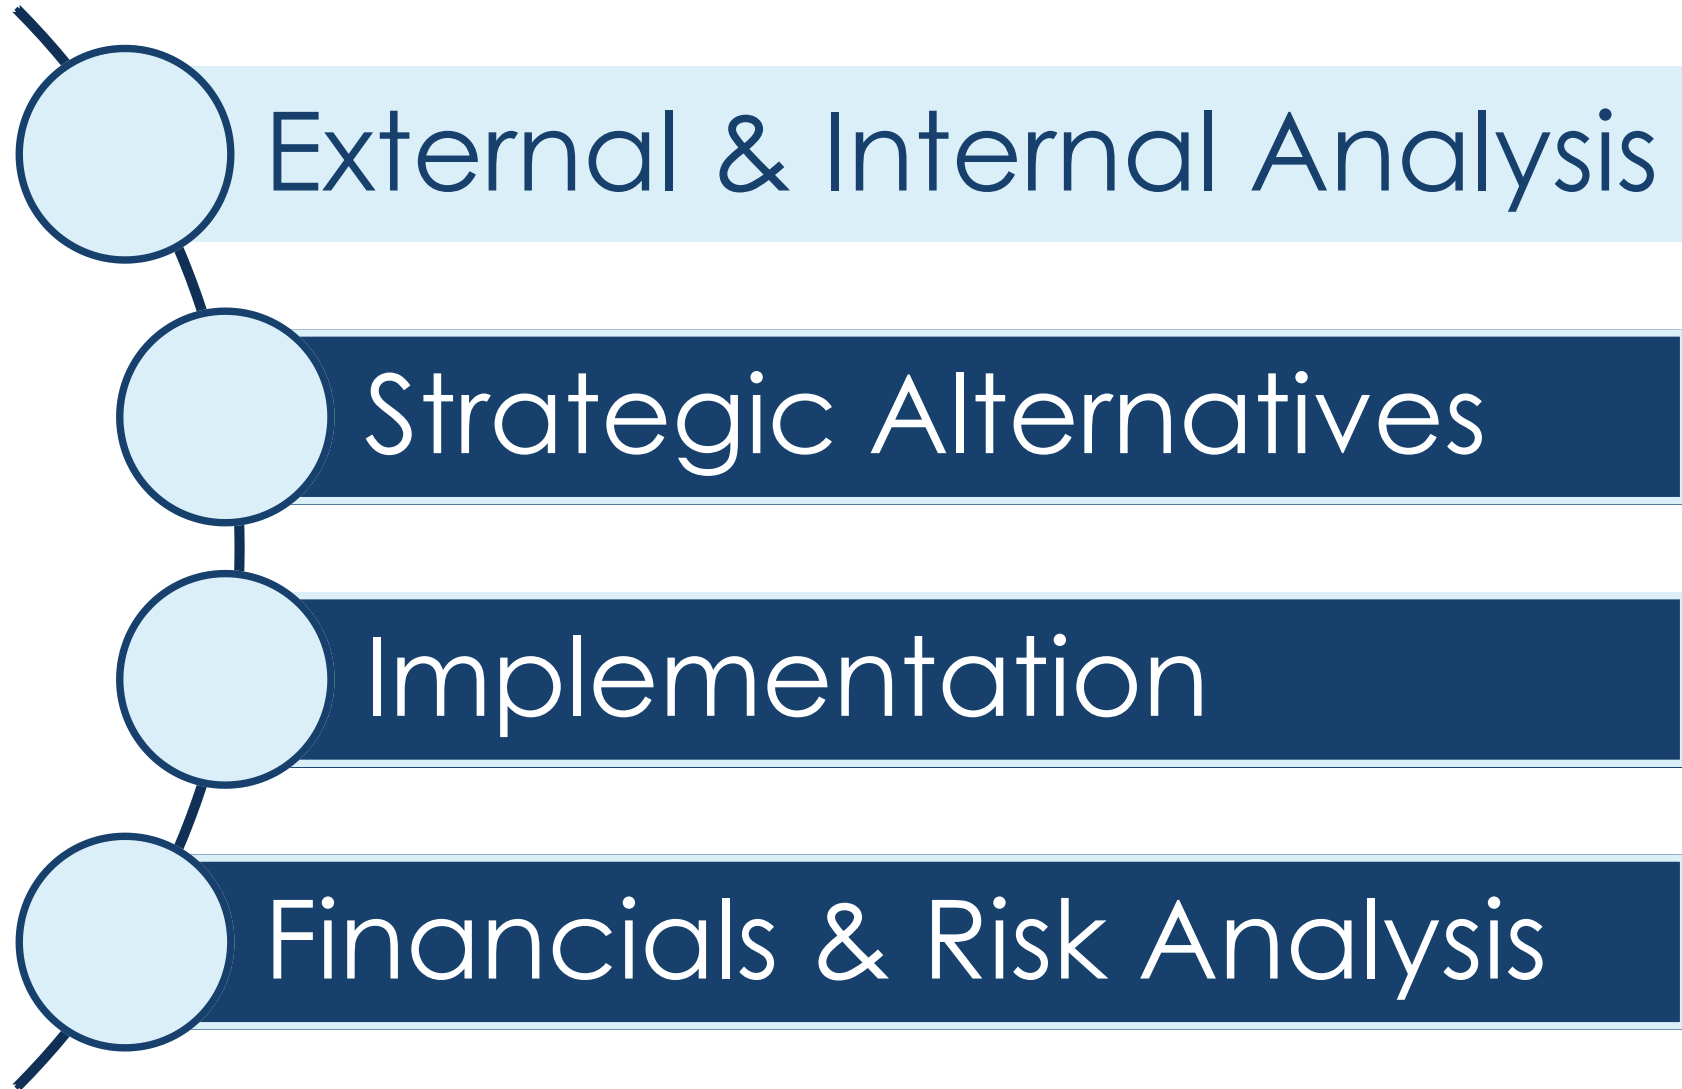 External & Internal Analysis
Strategic Alternatives
Implementation
Financials & Risk Analysis